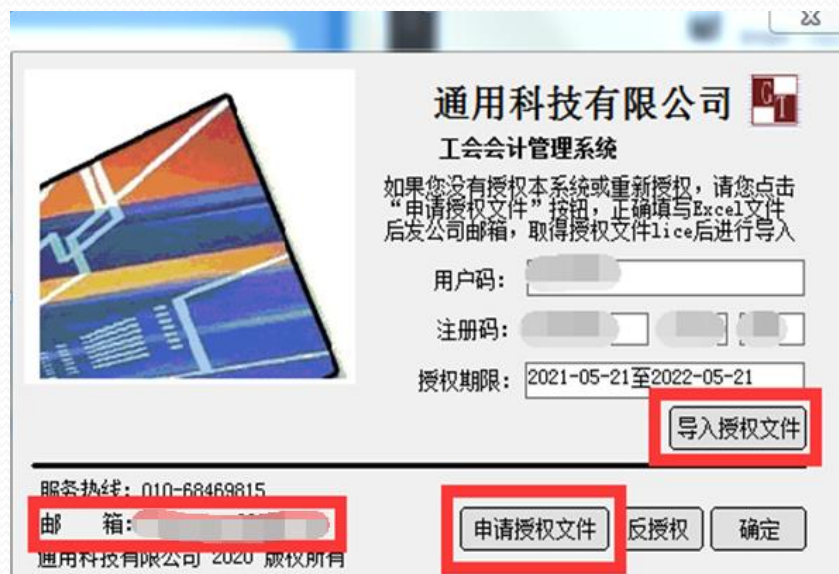 通用科技有限公司 GT
工会会计管理系统
如果您没有授权本系统或重新授权，请您点击
“申请授权文件”按钮，正确填写Excel文件
后发公司邮箱，取得授权文件lice后进行导入
用户码：
注册码：
授权期限： 2021-05-21至2022-05-21
导入授权文件
服务热线：010-68469815
邮 箱：
申请授权文件 反授权 确定
通用科技有限公司 2020 版权所有